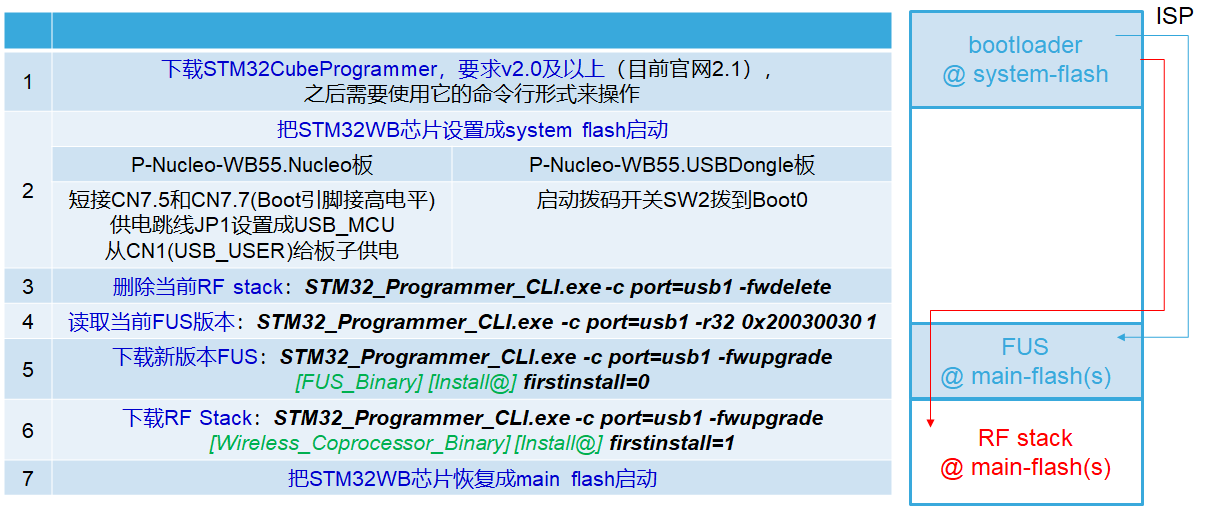 1
下载STM32CubeProgrammer，要求v2.0及以上（目前官网2.1），
之后需要使用它的命令行形式来操作
2
把STM32WB芯片设置成system flash启动
P-Nucleo-WB55.Nucleo板
P-Nucleo-WB55.USBDongle板
短接CN7.5和CN7.7(Boot引脚接高电平)
供电跳线JP1设置成USB_MCU
从CN1(USB_USER)给板子供电
启动拨码开关SW2拨到Boot0
3
删除当前RF stack：STM32_Programmer_CLI.exe -c port=usb1 -fwdelete
4
读取当前FUS版本：STM32_Programmer_CLI.exe -c port=usb1 -r32 0x20030030 1
5
下载新版本FUS：STM32_Programmer_CLI.exe -c port=usb1 -fwupgrade
[FUS_Binary] [Install@] firstinstall=0
6
下载RF Stack：STM32_Programmer_CLI.exe -c port=usb1 -fwupgrade
[Wireless_Coprocessor_Binary] [Install@] firstinstall=1
7
把STM32WB芯片恢复成main flash启动
ISP
bootloader
@ system-flash
FUS
@ main-flash(s)
RF stack
@ main-flash(s)